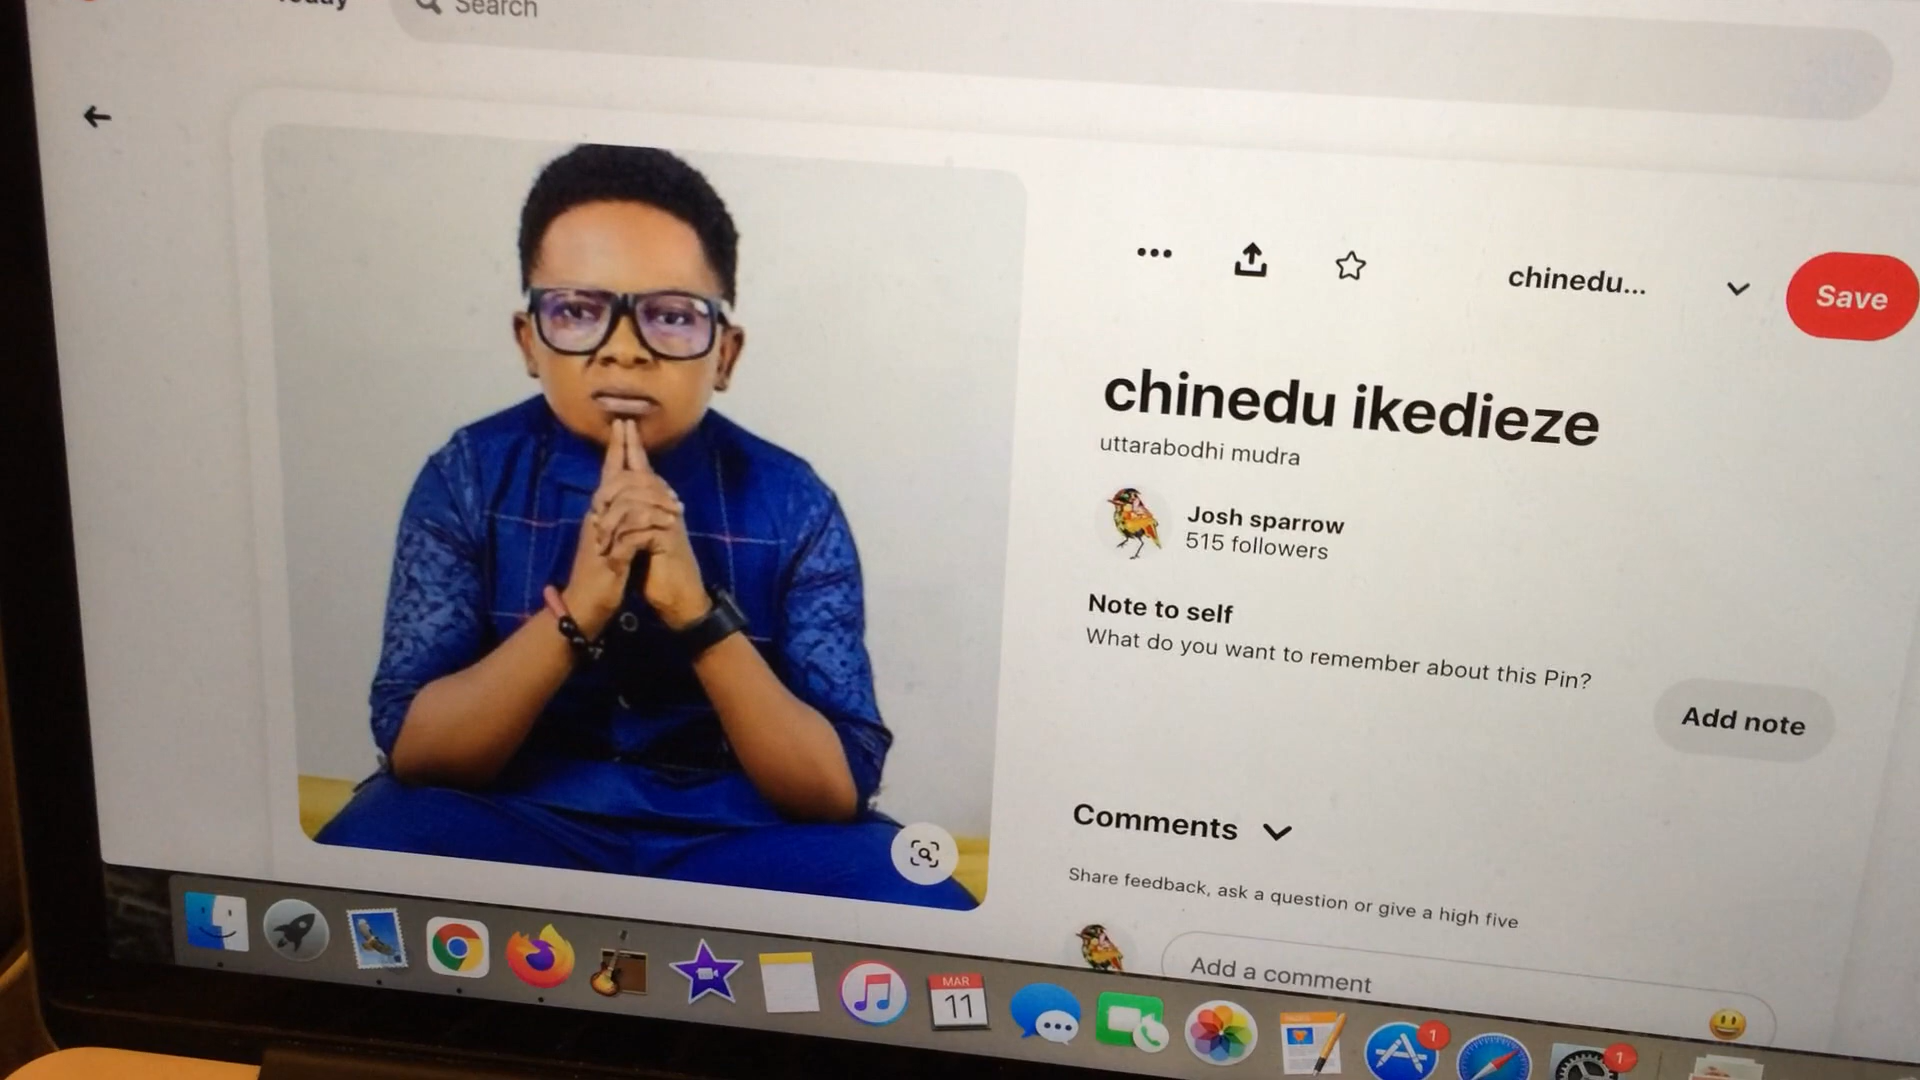 Search
chinedu...
Save
chinedu ikedieze
uttarabodhi mudra
Josh sparrow
515 followers
Note to self
What do you want to remember about this Pin?
Add note
Comments
Share feedback, ask a question or give a high five
Add a comment
MAR
11
1
1